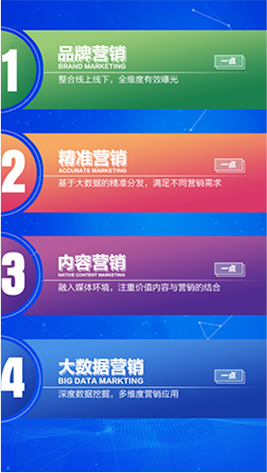 1
品牌营销
BRAND MARKETING
一点
整合线上线下，全维度有效曝光
2
精准营销
ACCURATE MARKETING
一点
基于大数据的精准分发，满足不同营销需求
3
内容营销
NATIVE CONTENT MARKETING
一点
融入媒体环境，注重价值内容与营销的结合
4
大数据营销
BIG DATA MARKTING
一点
深度数据挖掘，多维度营销应用